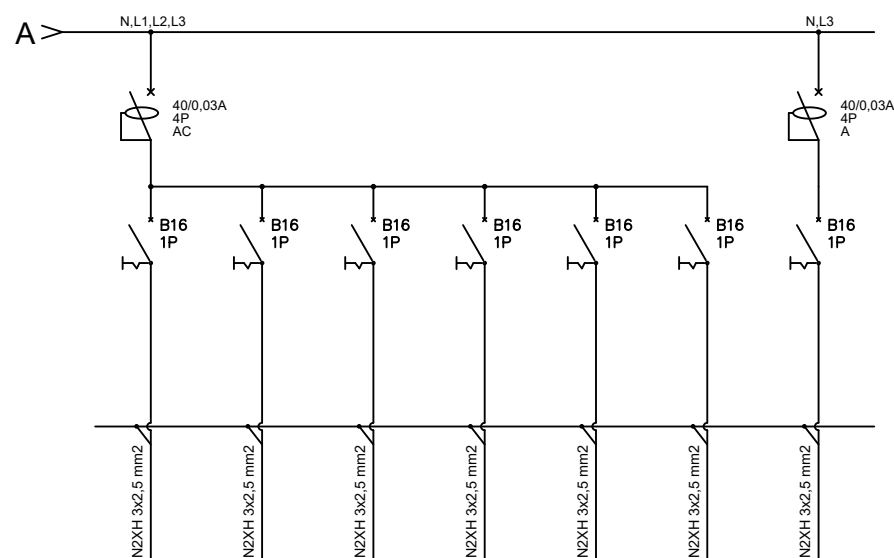 A
N,L1,L2,L3
N,L3
40/0,03A
4P
AC
40/0,03A
4P
A
B16
1P
B16
1P
B16
1P
B16
1P
B16
1P
B16
1P
B16
1P
N2XH 3x2,5 mm2
N2XH 3x2,5 mm2
N2XH 3x2,5 mm2
N2XH 3x2,5 mm2
N2XH 3x2,5 mm2
N2XH 3x2,5 mm2
N2XH 3x2,5 mm2